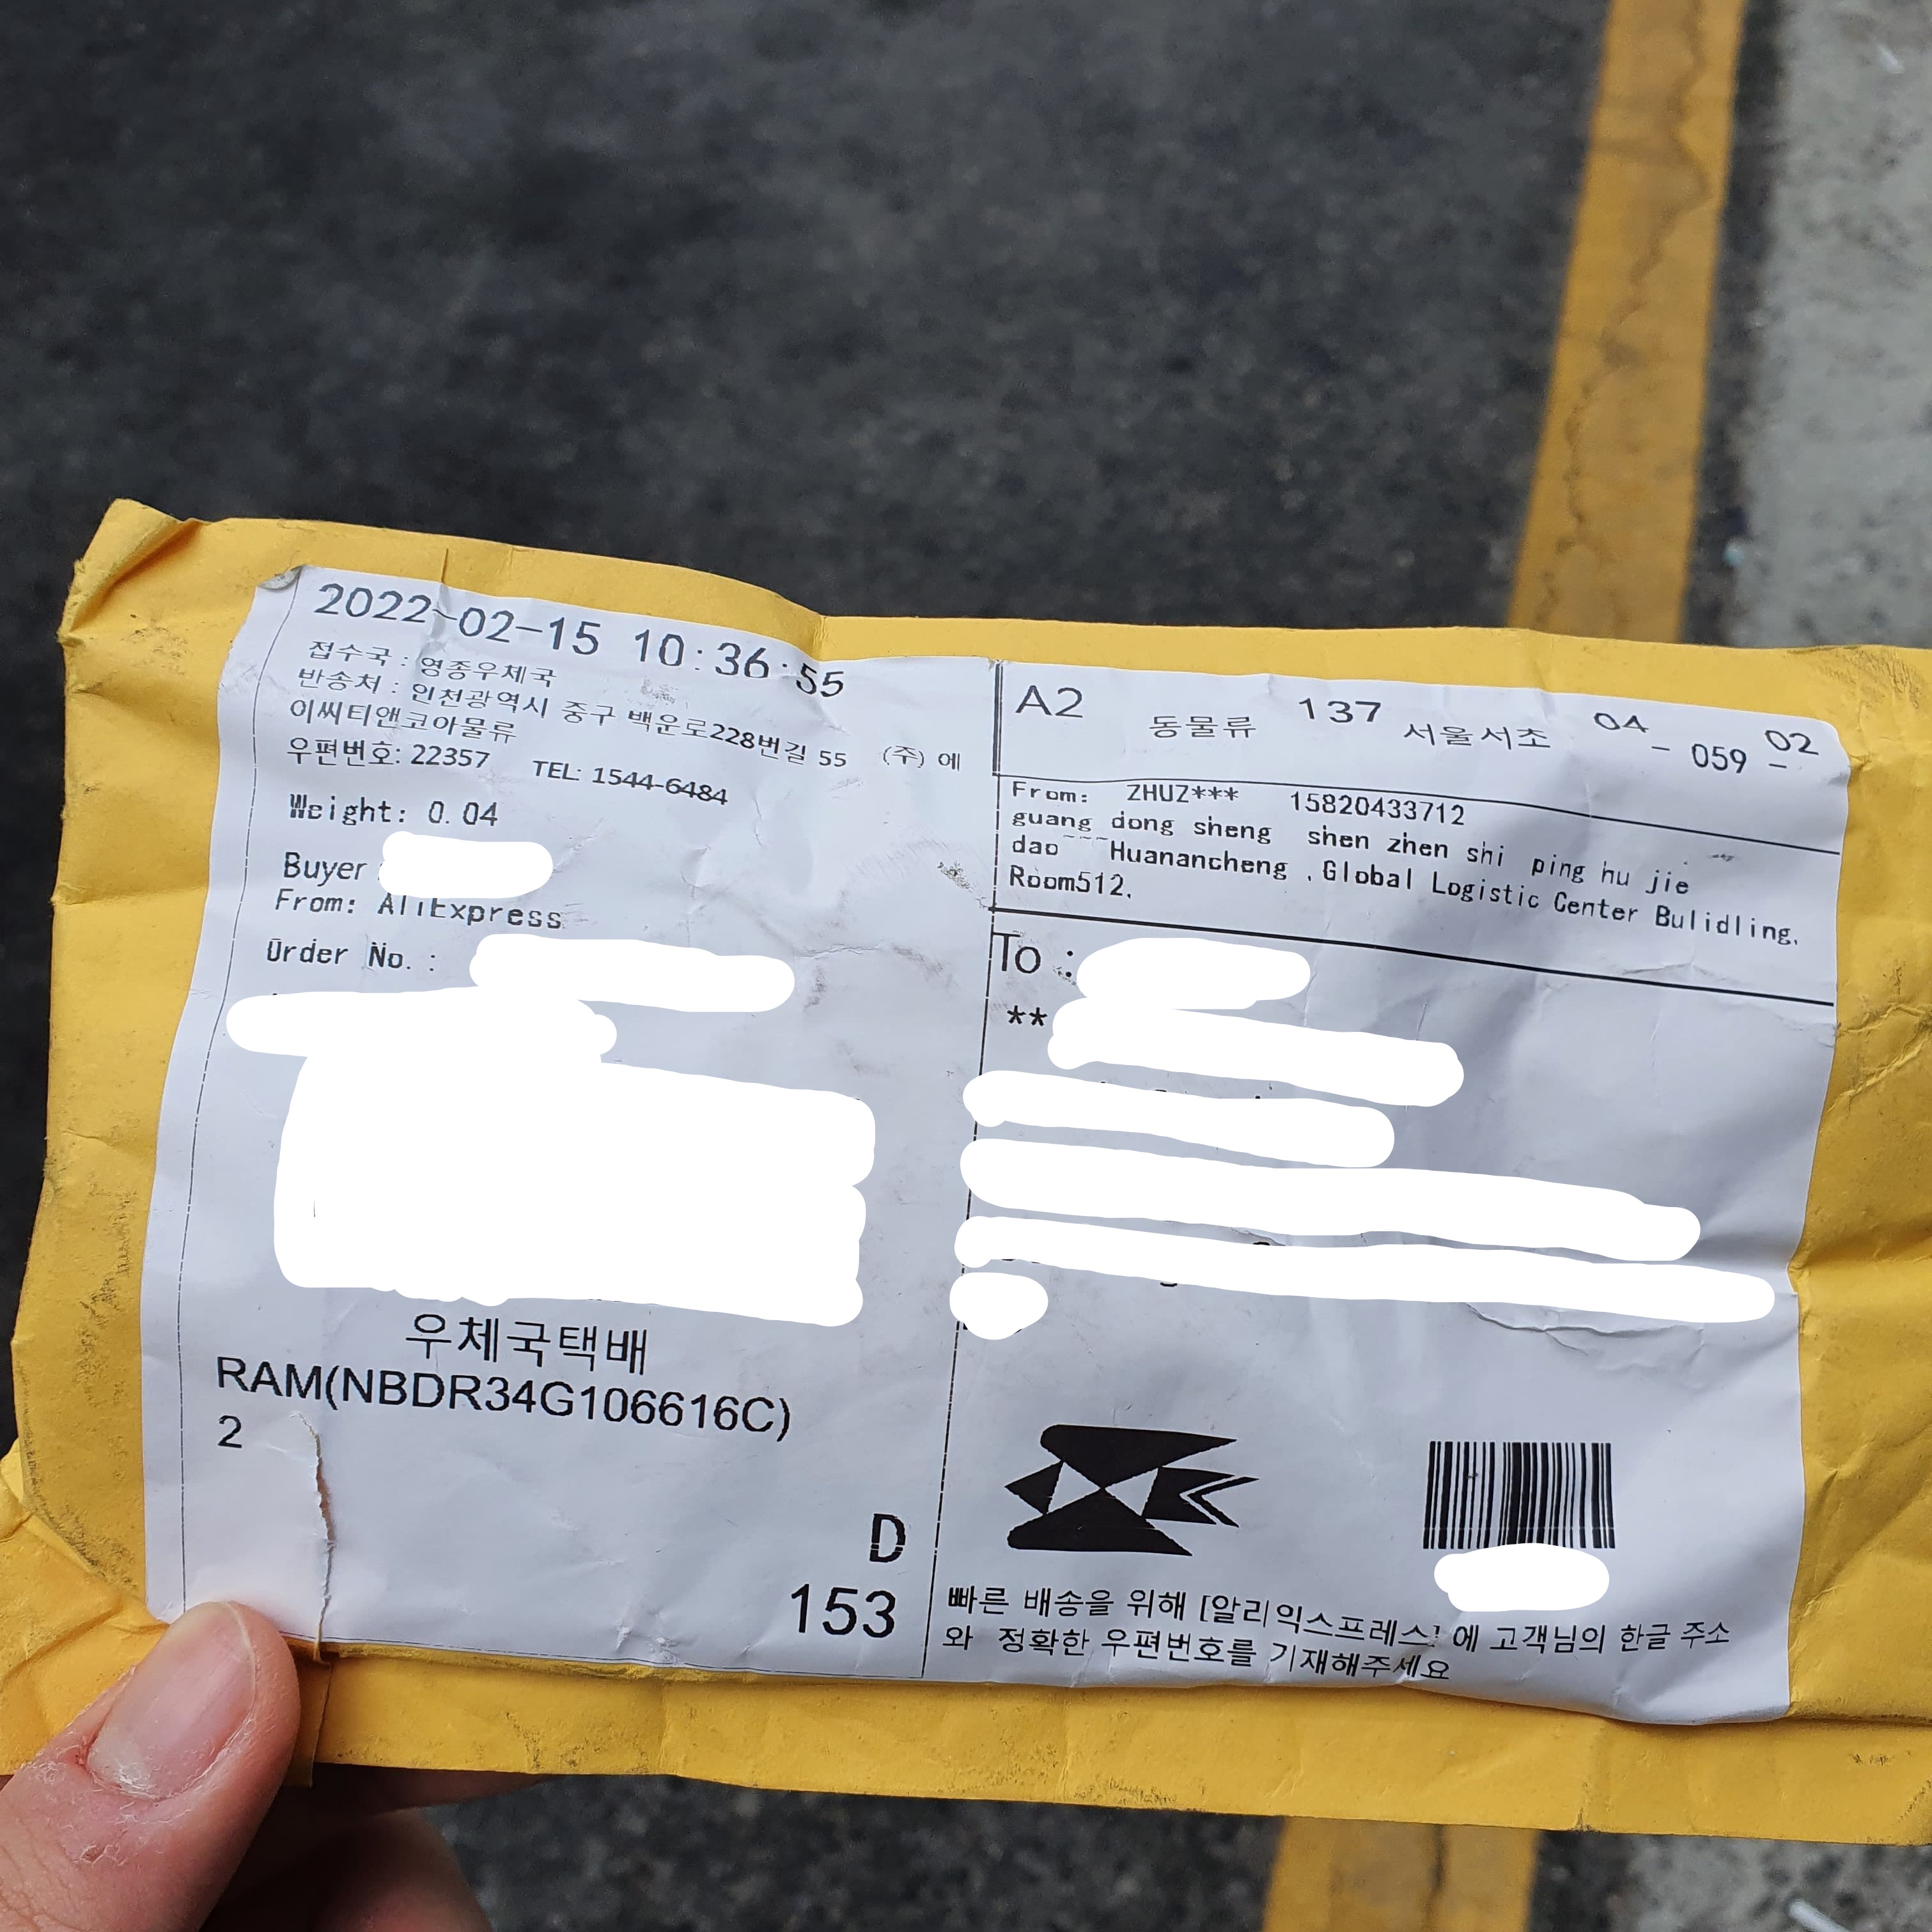 2022-02-15 10:36:55
접수국 : 영종우체국
반송처 : 인천광역시 중구 백운로228번길 55 (주) 에
이씨티앤코아물류
우편번호: 22357 TEL: 1544-6484
Weight: 0.04
Buyer
From: AliExpress
Order No. :
우체국택배
RAM(NBDR34G106616C)
2
D
153
A2 동물류 137 서울서초 04 - 059 - 02
From: ZHUZ*** 15820433712
guang dong sheng shen zhen shi ping hu jie
dao~~~Huanancheng ,Global Logistic Center Bulidling,
Room512,
To :
**
빠른 배송을 위해 [알리익스프레스] 에 고객님의 한글 주소
와 정확한 우편번호를 기재해주세요